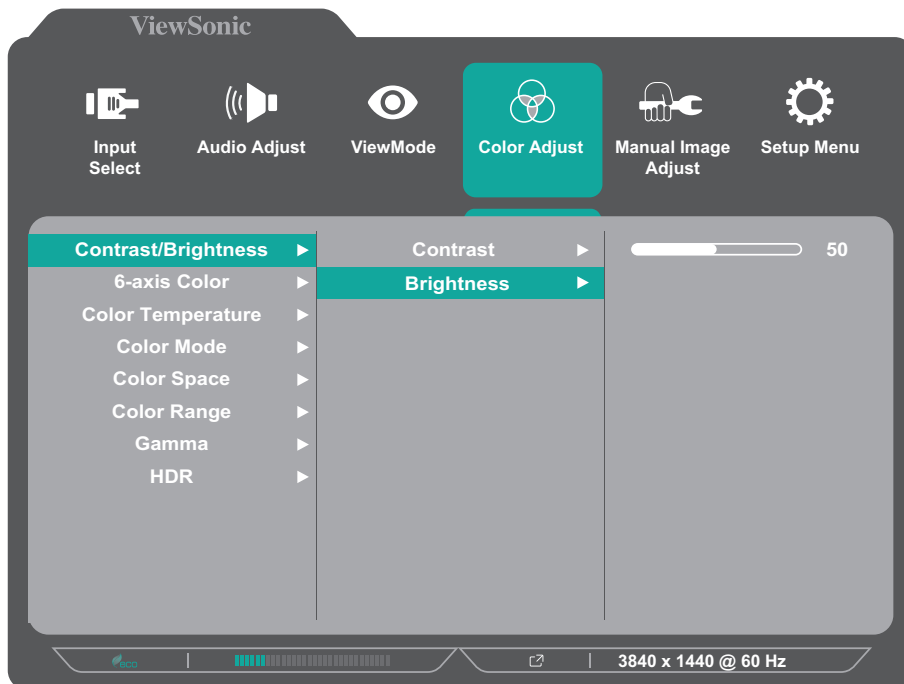 ViewSonic
Input
Select
Audio Adjust
ViewMode
Color Adjust
Manual Image
Adjust
Setup Menu
Contrast/Brightness
6-axis Color
Color Temperature
Color Mode
Color Space
Color Range
Gamma
HDR
Contrast
Brightness
50
eco
3840 x 1440 @ 60 Hz